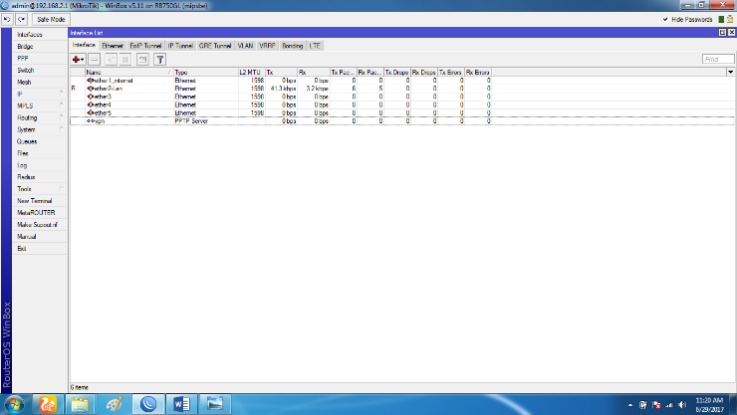 admin@192.168.2.1 (MikroTik) - WinBox v5.11 on RB750GL (mipsbe)
Safe Mode
Hide Passwords
Interfaces
Bridge
PPP
Switch
Mesh
IP
MPLS
Routing
System
Queues
Files
Log
Radius
Tools
New Terminal
MetaROUTER
Make Supout.rif
Manual
Exit
RouterOS WinBox
Interface List
Interface Ethernet EoIP Tunnel IP Tunnel GRE Tunnel VLAN VRRP Bonding LTE
Find
Name Type L2 MTU Tx Rx Tx Pac... Rx Pac... Tx Drops Rx Drops Tx Errors Rx Errors
ether1_internet Ethernet 1598 0 bps 0 bps 0 0 0 0 0 0
R ether2-Lan Ethernet 1598 41.3 kbps 3.2 kbps 6 5 0 0 0 0
ether3 Ethernet 1598 0 bps 0 bps 0 0 0 0 0 0
ether4 Ethernet 1598 0 bps 0 bps 0 0 0 0 0 0
ether5 Ethernet 1598 0 bps 0 bps 0 0 0 0 0 0
vpn PPTP Server 0 bps 0 bps 0 0 0 0 0 0
6 items
11:20 AM
6/29/2017